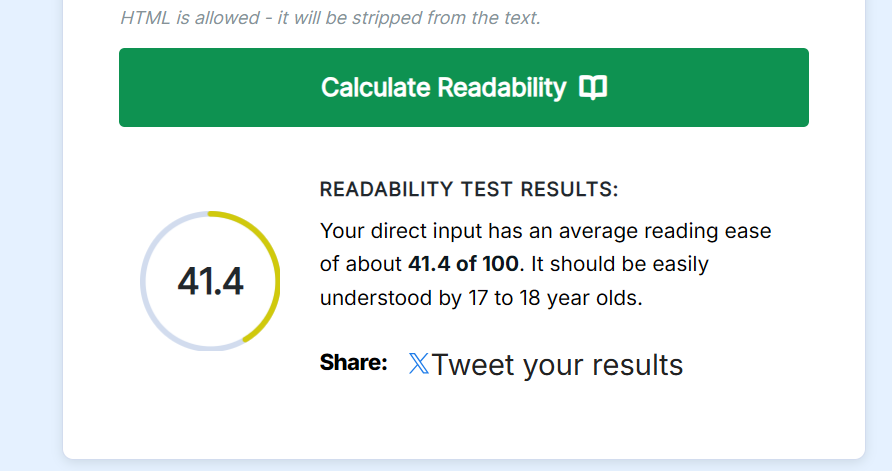 HTML is allowed - it will be stripped from the text.
Calculate Readability
READABILITY TEST RESULTS:
41.4
Your direct input has an average reading ease
of about 41.4 of 100. It should be easily
understood by 17 to 18 year olds.
Share: 𝕏Tweet your results